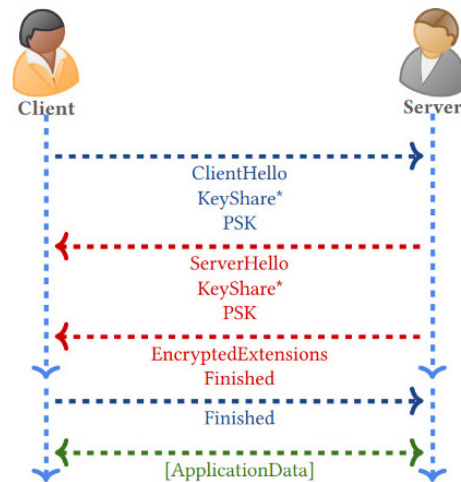 Client
Server
ClientHello
KeyShare*
PSK
ServerHello
KeyShare*
PSK
EncryptedExtensions
Finished
Finished
[ApplicationData]